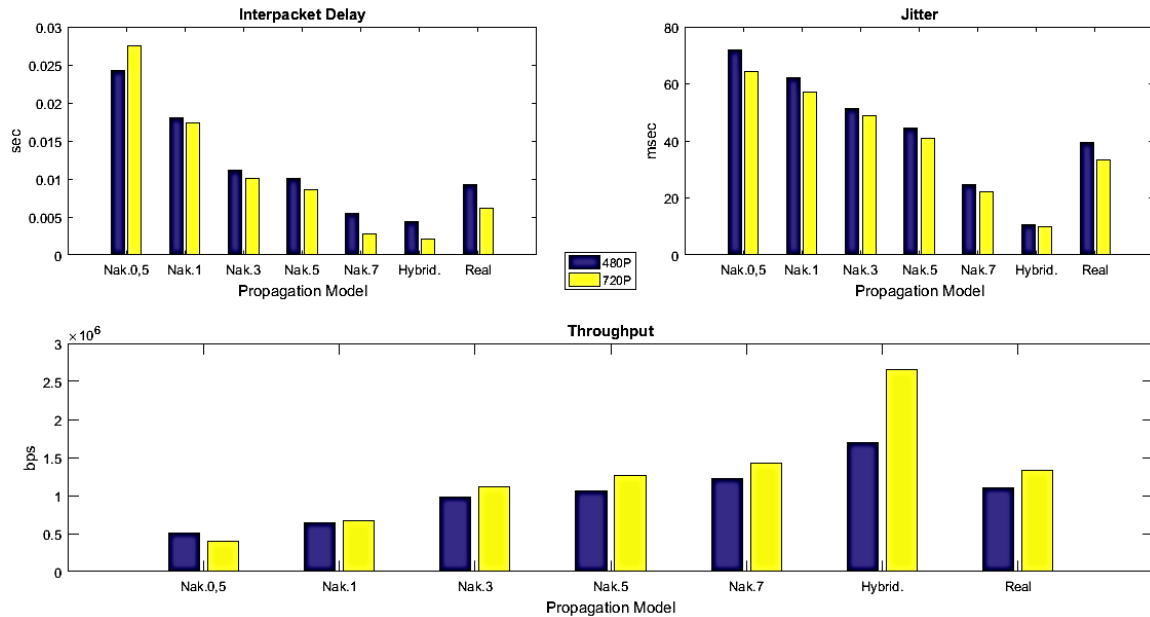 Interpacket Delay
0.03
0.025
0.02
0.015
0.01
0.005
0
sec
Nak.0,5 Nak.1 Nak.3 Nak.5 Nak.7 Hybrid. Real
Propagation Model
Jitter
80
60
40
20
0
msec
Nak.0,5 Nak.1 Nak.3 Nak.5 Nak.7 Hybrid. Real
Propagation Model
480P
720P
Throughput
×10⁶
3
2.5
2
1.5
1
0.5
0
bps
Nak.0,5 Nak.1 Nak.3 Nak.5 Nak.7 Hybrid. Real
Propagation Model